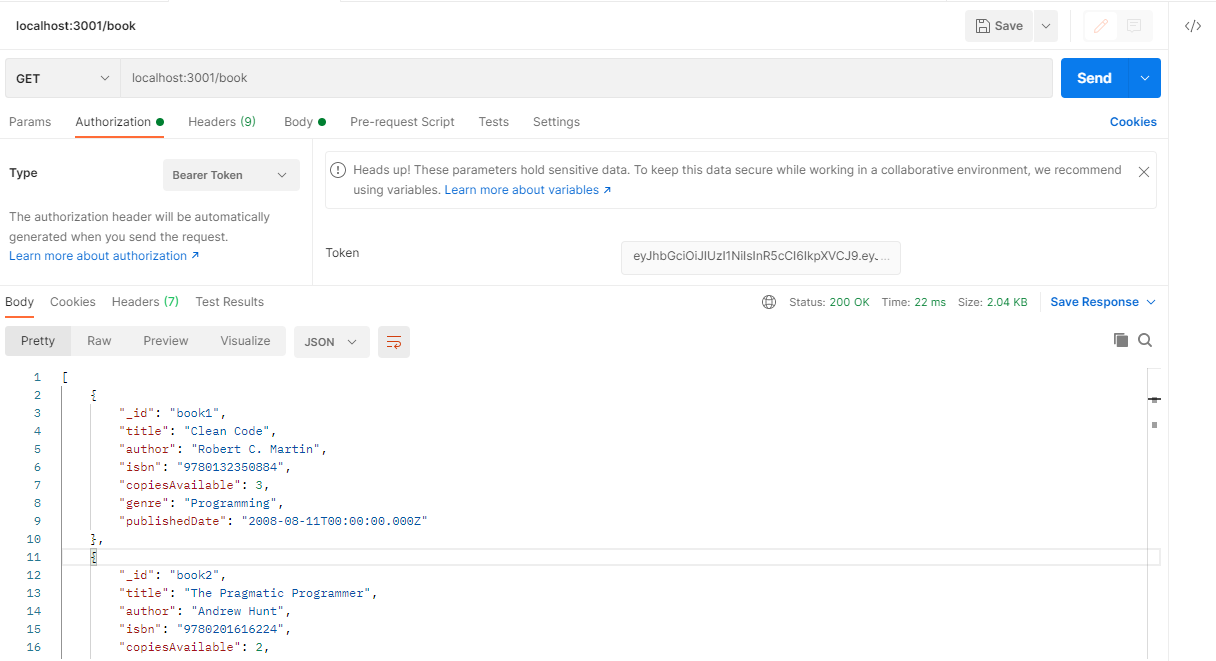 localhost:3001/book
Save
</>
GET
localhost:3001/book
Send
Params Authorization Headers (9) Body Pre-request Script Tests Settings Cookies
Type
Bearer Token
Heads up! These parameters hold sensitive data. To keep this data secure while working in a collaborative environment, we recommend
using variables. Learn more about variables ↗
The authorization header will be automatically
generated when you send the request.
Learn more about authorization ↗
Token
eyJhbGciOiJIUzI1NiIsInR5cCI6IkpXVCJ9.eyJ...
Body Cookies Headers (7) Test Results
Status: 200 OK Time: 22 ms Size: 2.04 KB Save Response
Pretty Raw Preview Visualize JSON
1 [
2 {
3 "_id": "book1",
4 "title": "Clean Code",
5 "author": "Robert C. Martin",
6 "isbn": "9780132350884",
7 "copiesAvailable": 3,
8 "genre": "Programming",
9 "publishedDate": "2008-08-11T00:00:00.000Z"
10 },
11 {
12 "_id": "book2",
13 "title": "The Pragmatic Programmer",
14 "author": "Andrew Hunt",
15 "isbn": "9780201616224",
16 "copiesAvailable": 2,